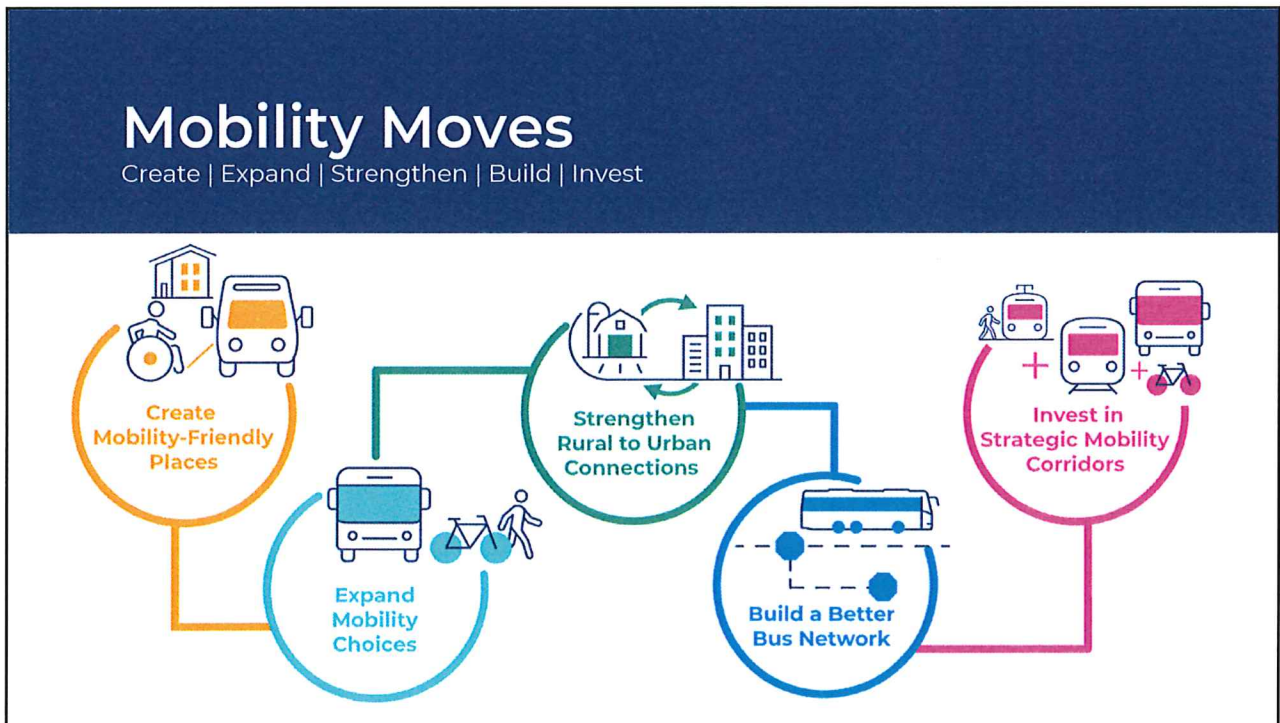 Mobility Moves
Create | Expand | Strengthen | Build | Invest
Create
Mobility-Friendly
Places
Expand
Mobility
Choices
Strengthen
Rural to Urban
Connections
Build a Better
Bus Network
Invest in
Strategic Mobility
Corridors